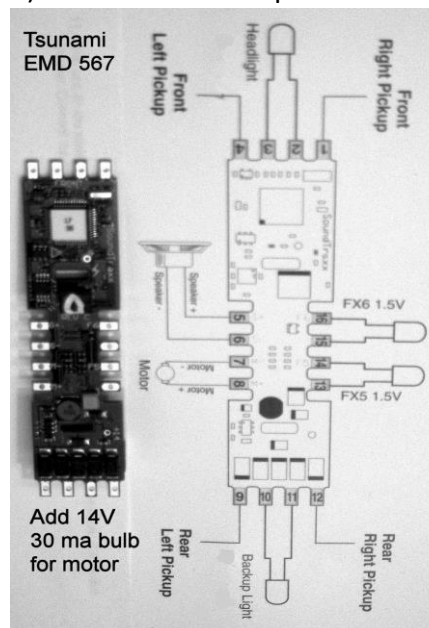 Tsunami
EMD 567
Headlight
Front
Left Pickup
Front
Right Pickup
4
3
2
1
SoundTraxx
Speaker -
Speaker +
5
6
7
8
16
15
14
13
FX6 1.5V
FX5 1.5V
Motor
Motor -
Motor +
9
10
11
12
Rear
Left Pickup
Backup Light
Rear
Right Pickup
Add 14V
30 ma bulb
for motor